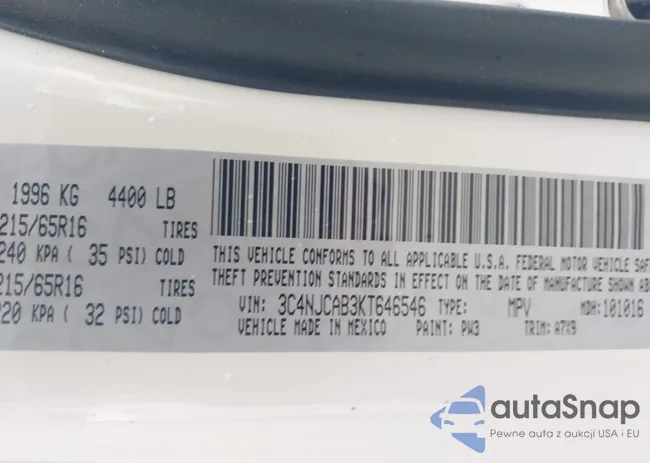 1996 KG 4400 LB
215/65R16 TIRES
240 KPA ( 35 PSI) COLD
215/65R16 TIRES
220 KPA ( 32 PSI) COLD
THIS VEHICLE CONFORMS TO ALL APPLICABLE U.S.A. FEDERAL MOTOR VEHICLE SAF
THEFT PREVENTION STANDARDS IN EFFECT ON THE DATE OF MANUFACTURE SHOWN AB
VIN: 3C4NJCAB3KT646546 TYPE: MPV MDH:101016
VEHICLE MADE IN MEXICO PAINT: PW3 TRIM:A7X9
autaSnap
Pewne auta z aukcji USA i EU